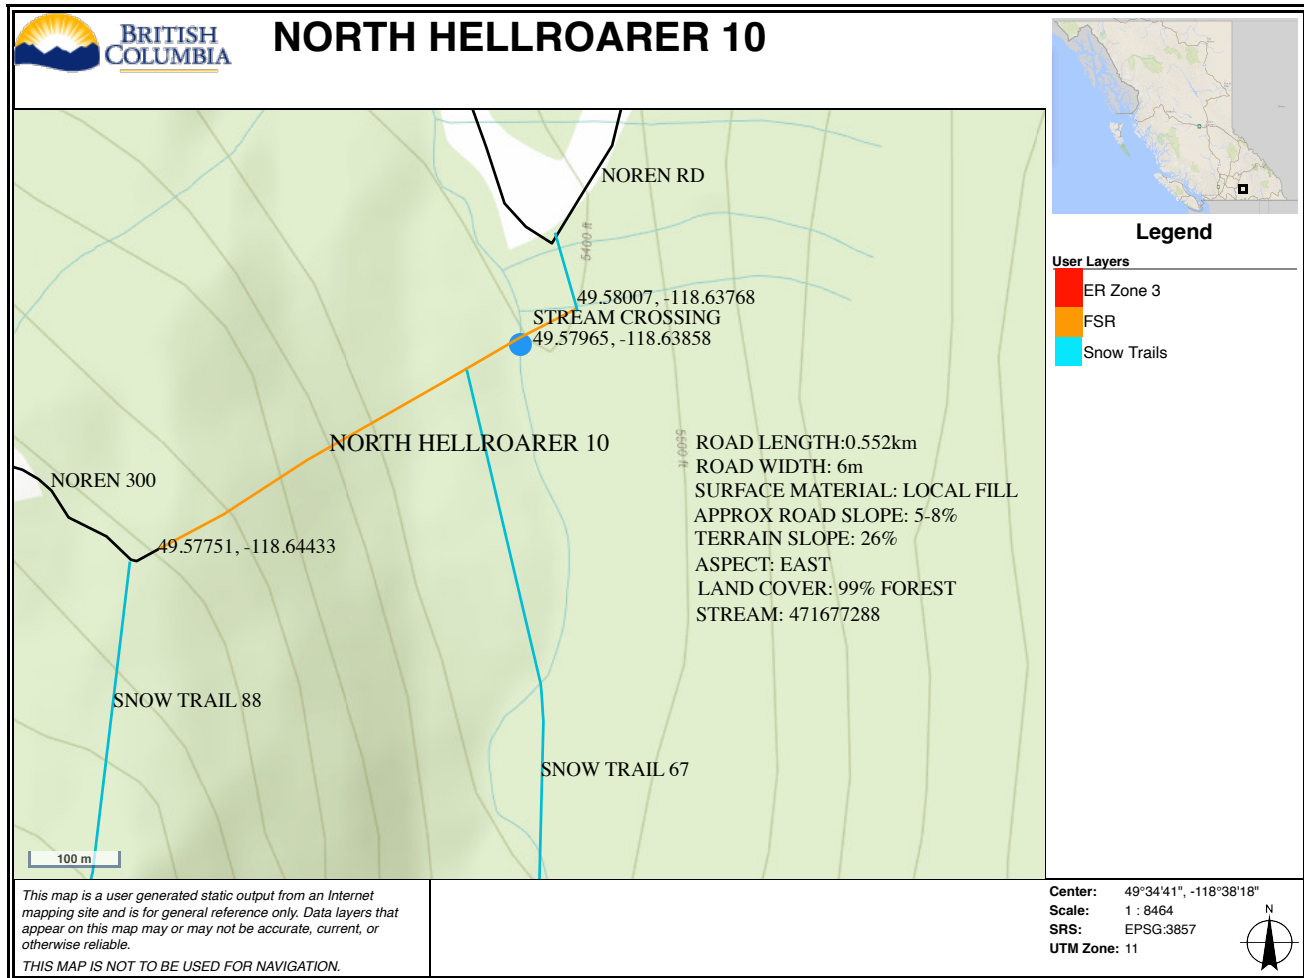 BRITISH
COLUMBIA
NORTH HELLROARER 10
NOREN RD
5400 ft
49.58007, -118.63768
STREAM CROSSING
49.57965, -118.63858
NORTH HELLROARER 10
5500 ft
ROAD LENGTH:0.552km
ROAD WIDTH: 6m
SURFACE MATERIAL: LOCAL FILL
APPROX ROAD SLOPE: 5-8%
TERRAIN SLOPE: 26%
ASPECT: EAST
LAND COVER: 99% FOREST
STREAM: 471677288
NOREN 300
49.57751, -118.64433
SNOW TRAIL 88
SNOW TRAIL 67
100 m
Legend
User Layers
ER Zone 3
FSR
Snow Trails
This map is a user generated static output from an Internet
mapping site and is for general reference only. Data layers that
appear on this map may or may not be accurate, current, or
otherwise reliable.
THIS MAP IS NOT TO BE USED FOR NAVIGATION.
Center: 49°34'41", -118°38'18"
Scale: 1 : 8464
SRS: EPSG:3857
UTM Zone: 11
N